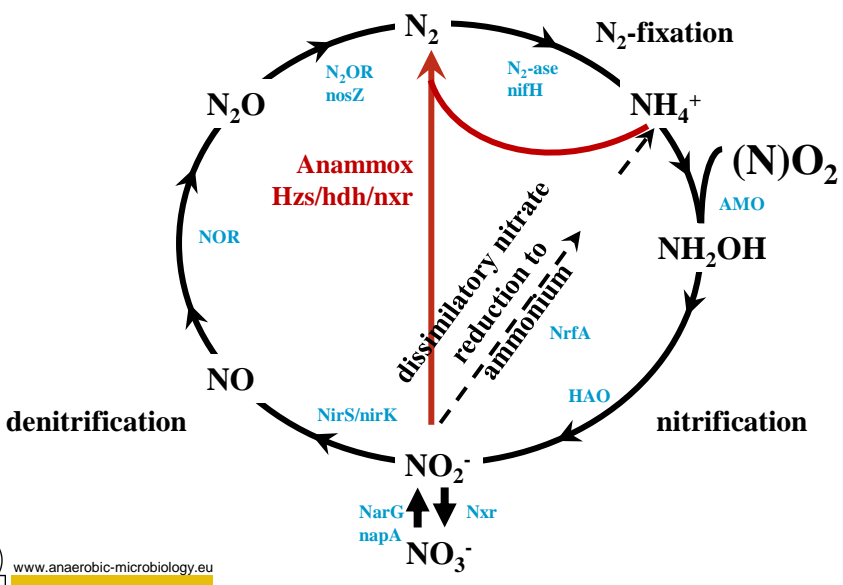 N₂
N₂-fixation
N₂OR
nosZ
N₂-ase
nifH
N₂O
NH₄⁺
(N)O₂
Anammox
Hzs/hdh/nxr
AMO
NOR
NH₂OH
dissimilatory nitrate
reduction to
ammonium
NrfA
NO
HAO
denitrification
NirS/nirK
nitrification
NO₂⁻
NarG
napA
Nxr
NO₃⁻
www.anaerobic-microbiology.eu